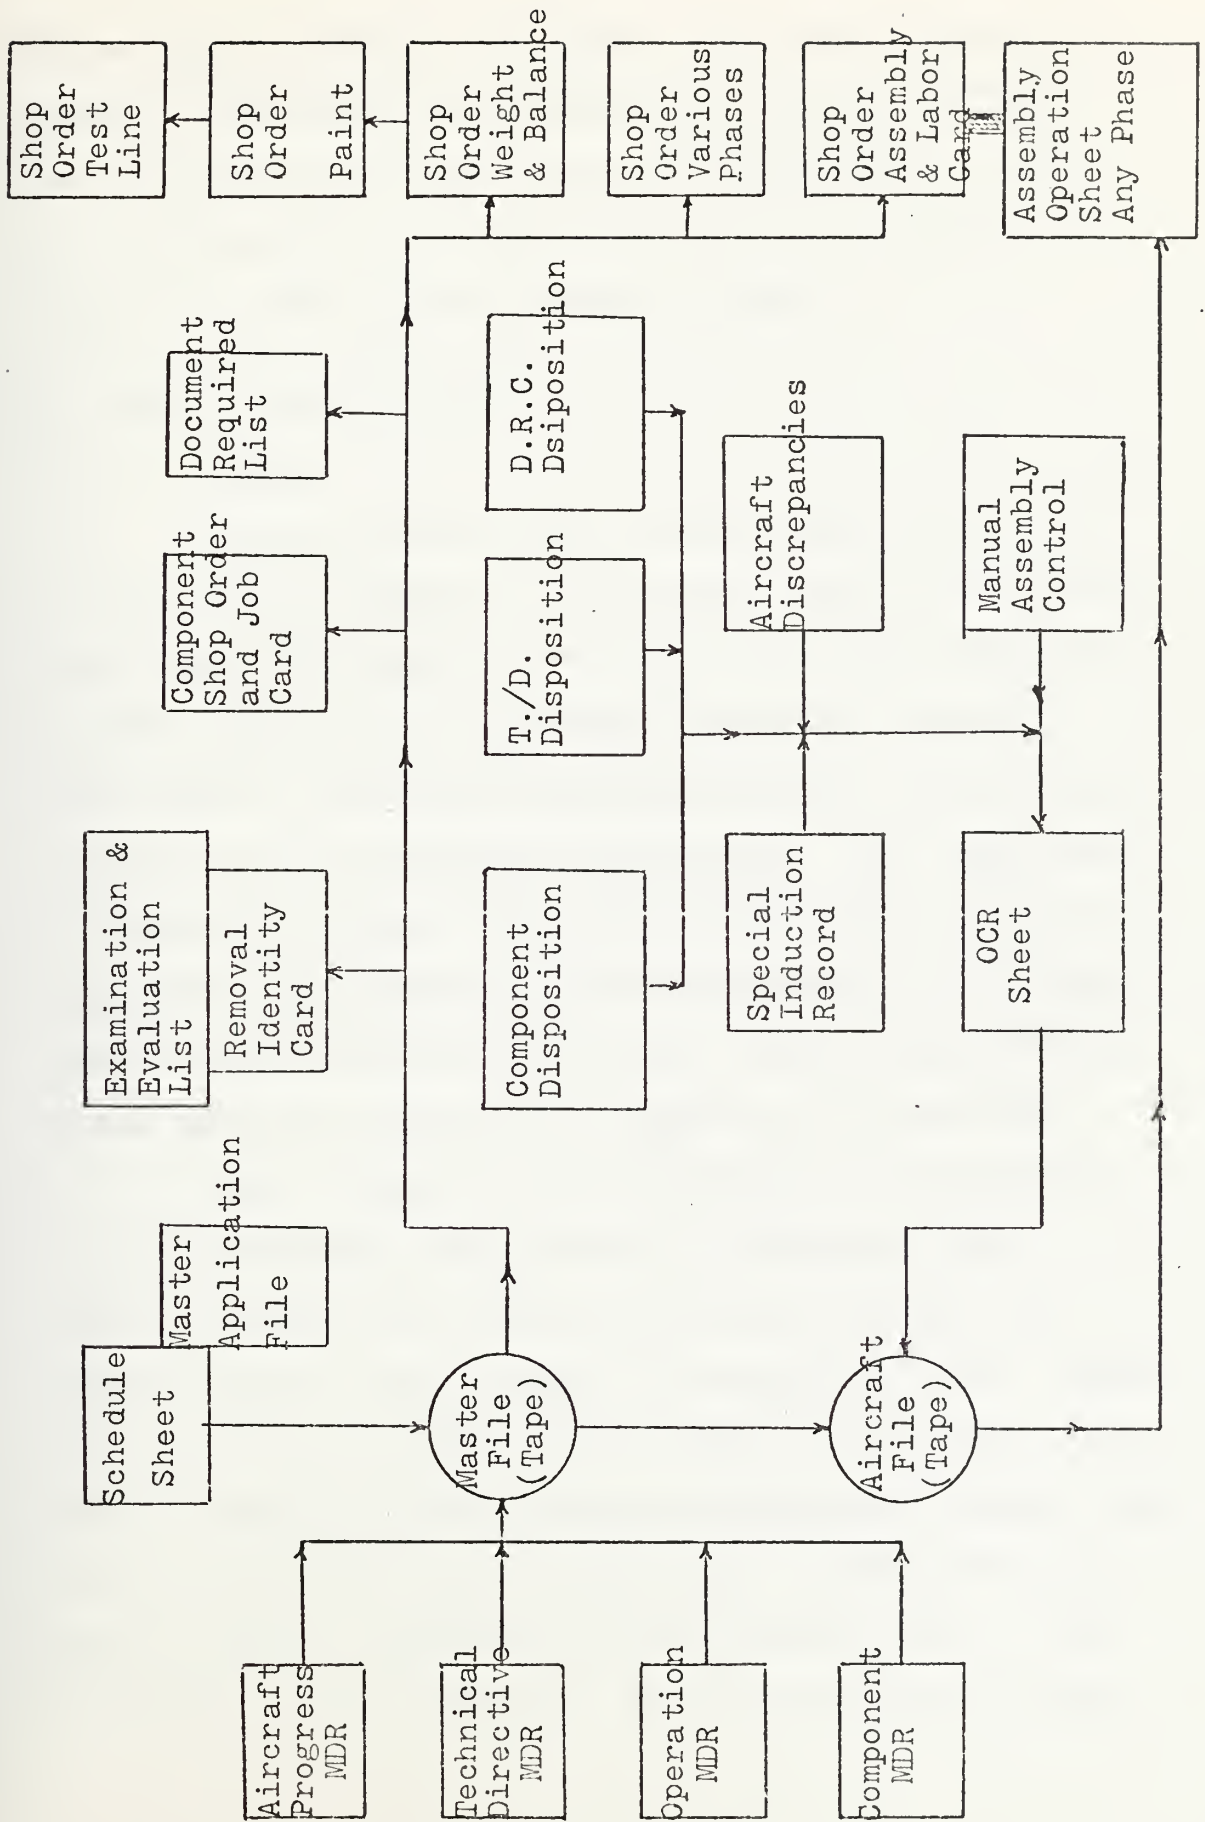 Aircraft
Progress
MDR
Technical
Directive
MDR
Operation
MDR
Component
MDR
Schedule
Sheet
Master
Application
File
Master
File
(Tape)
Aircraft
File
(Tape)
Examination &
Evaluation
List
Removal
Identity
Card
Component
Shop Order
and Job
Card
Document
Required
List
Component
Disposition
T./D.
Disposition
D.R.C.
Dsiposition
Special
Induction
Record
Aircraft
Discrepancies
OCR
Sheet
Manual
Assembly
Control
Shop
Order
Test
Line
Shop
Order
Paint
Shop
Order
Weight
& Balance
Shop
Order
Various
Phases
Shop
Order
Assembly
& Labor
Card
Assembly
Operation
Sheet
Any Phase